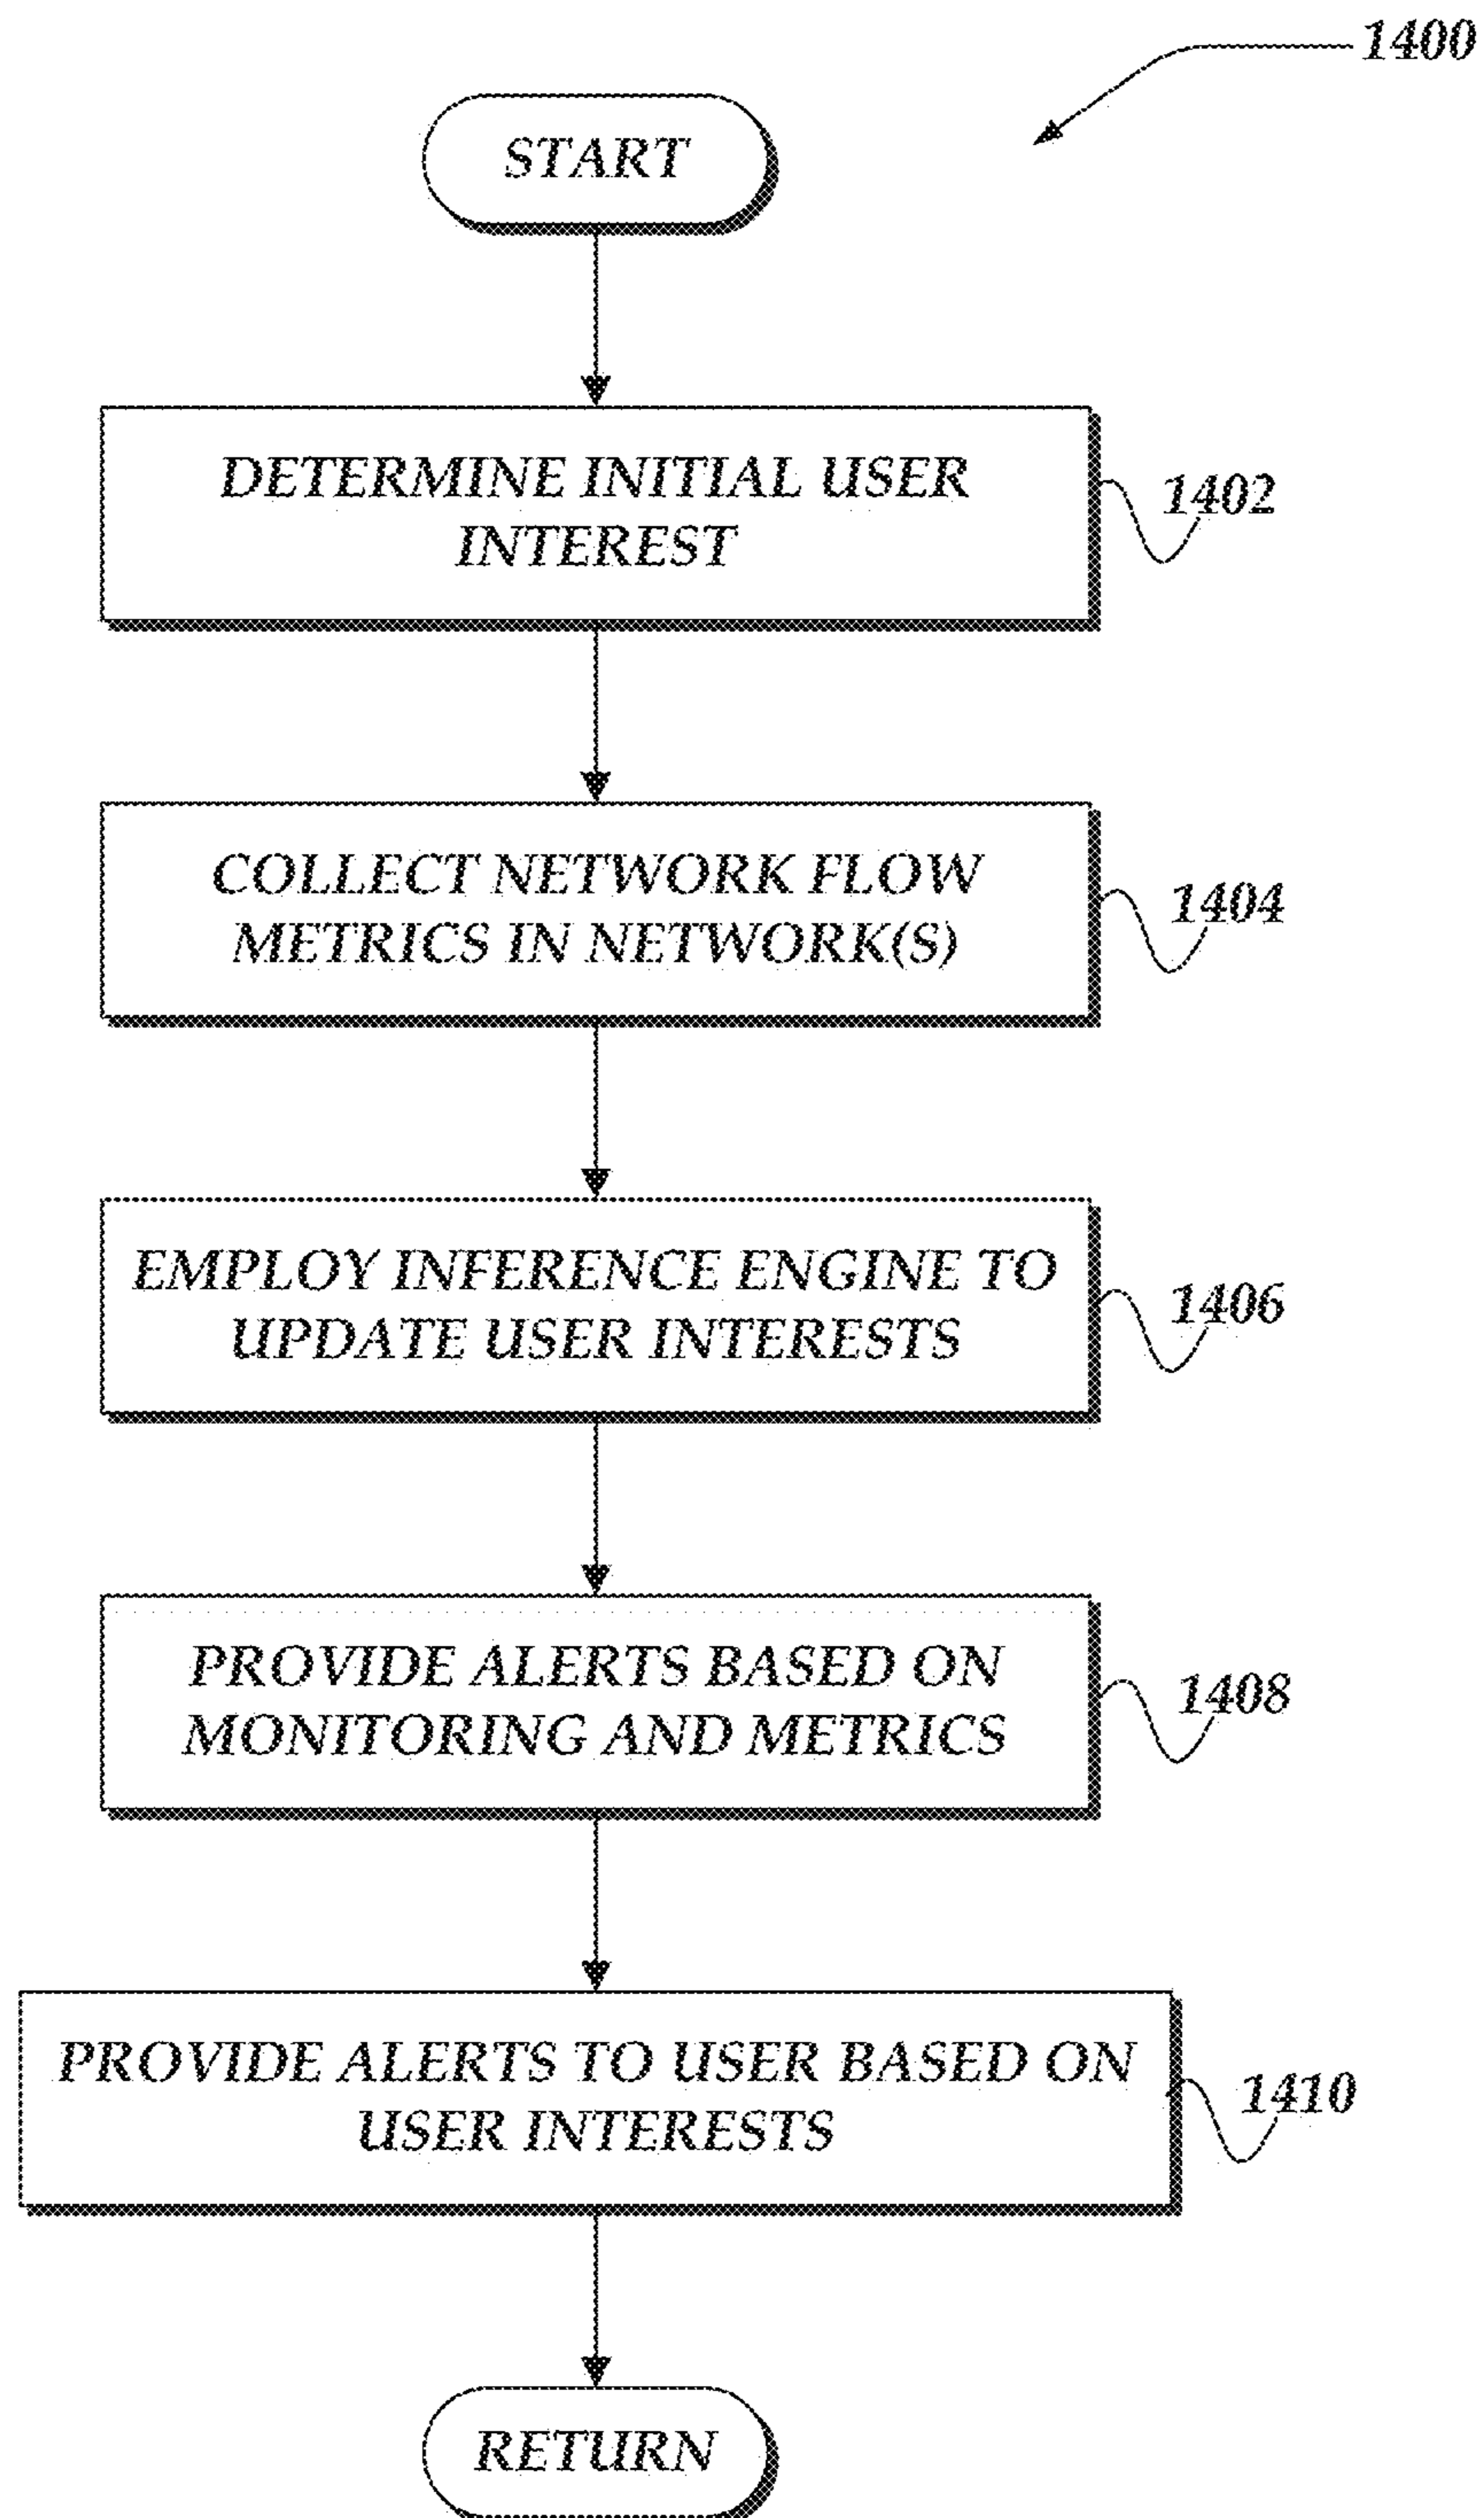 1400
START
DETERMINE INITIAL USER
INTEREST
1402
COLLECT NETWORK FLOW
METRICS IN NETWORK(S)
1404
EMPLOY INFERENCE ENGINE TO
UPDATE USER INTERESTS
1406
PROVIDE ALERTS BASED ON
MONITORING AND METRICS
1408
PROVIDE ALERTS TO USER BASED ON
USER INTERESTS
1410
RETURN